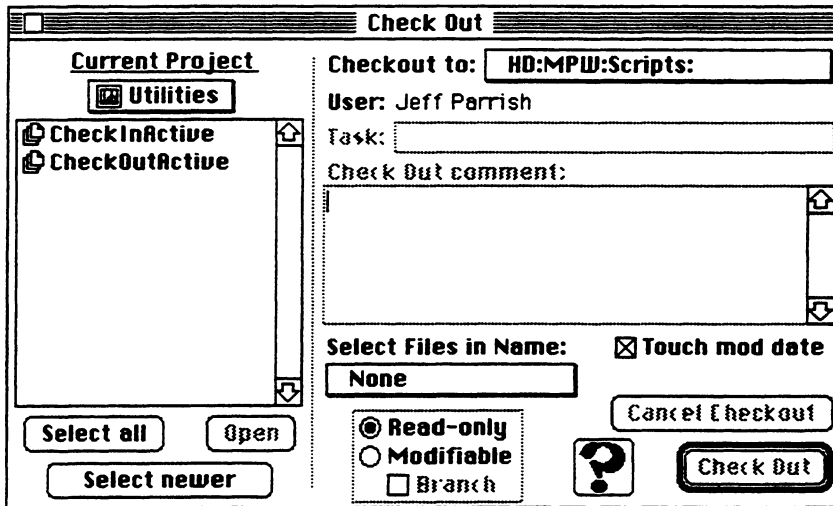 Check Out
Current Project
Utilities
CheckInActive
CheckOutActive
Select all
Open
Select newer
Checkout to: HD:MPW:Scripts:
User: Jeff Parrish
Task:
Check Out comment:
Select Files in Name:
Touch mod date
None
Read-only
Modifiable
Branch
Cancel Checkout
?
Check Out